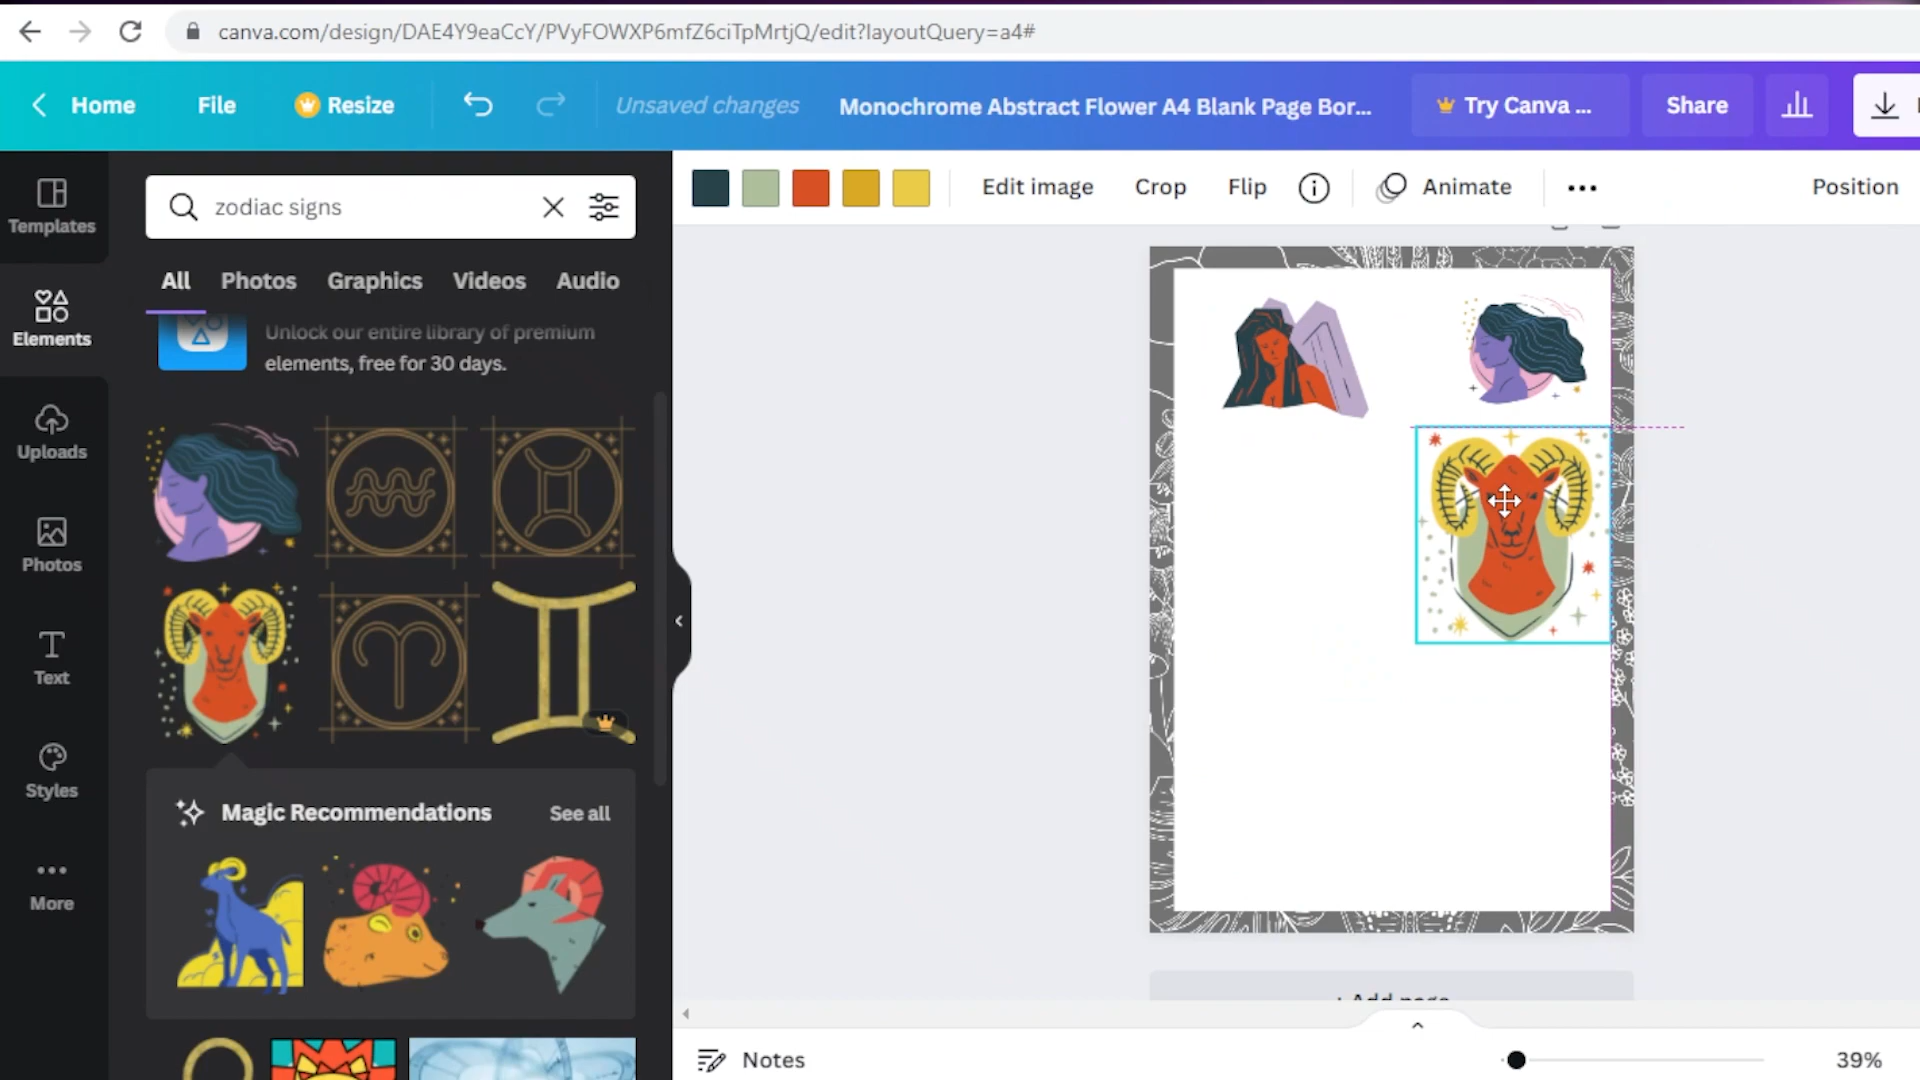 canva.com/design/DAE4Y9eaCcY/PVyFOWXP6mfZ6ciTpMrtjQ/edit?layoutQuery=a4#
Home File Resize Unsaved changes Monochrome Abstract Flower A4 Blank Page Bor... Try Canva ... Share
Templates
Elements
Uploads
Photos
Text
Styles
More
zodiac signs
All Photos Graphics Videos Audio
Unlock our entire library of premium
elements, free for 30 days.
Magic Recommendations See all
Edit image Crop Flip Animate Position
+ Add page
Notes 39%